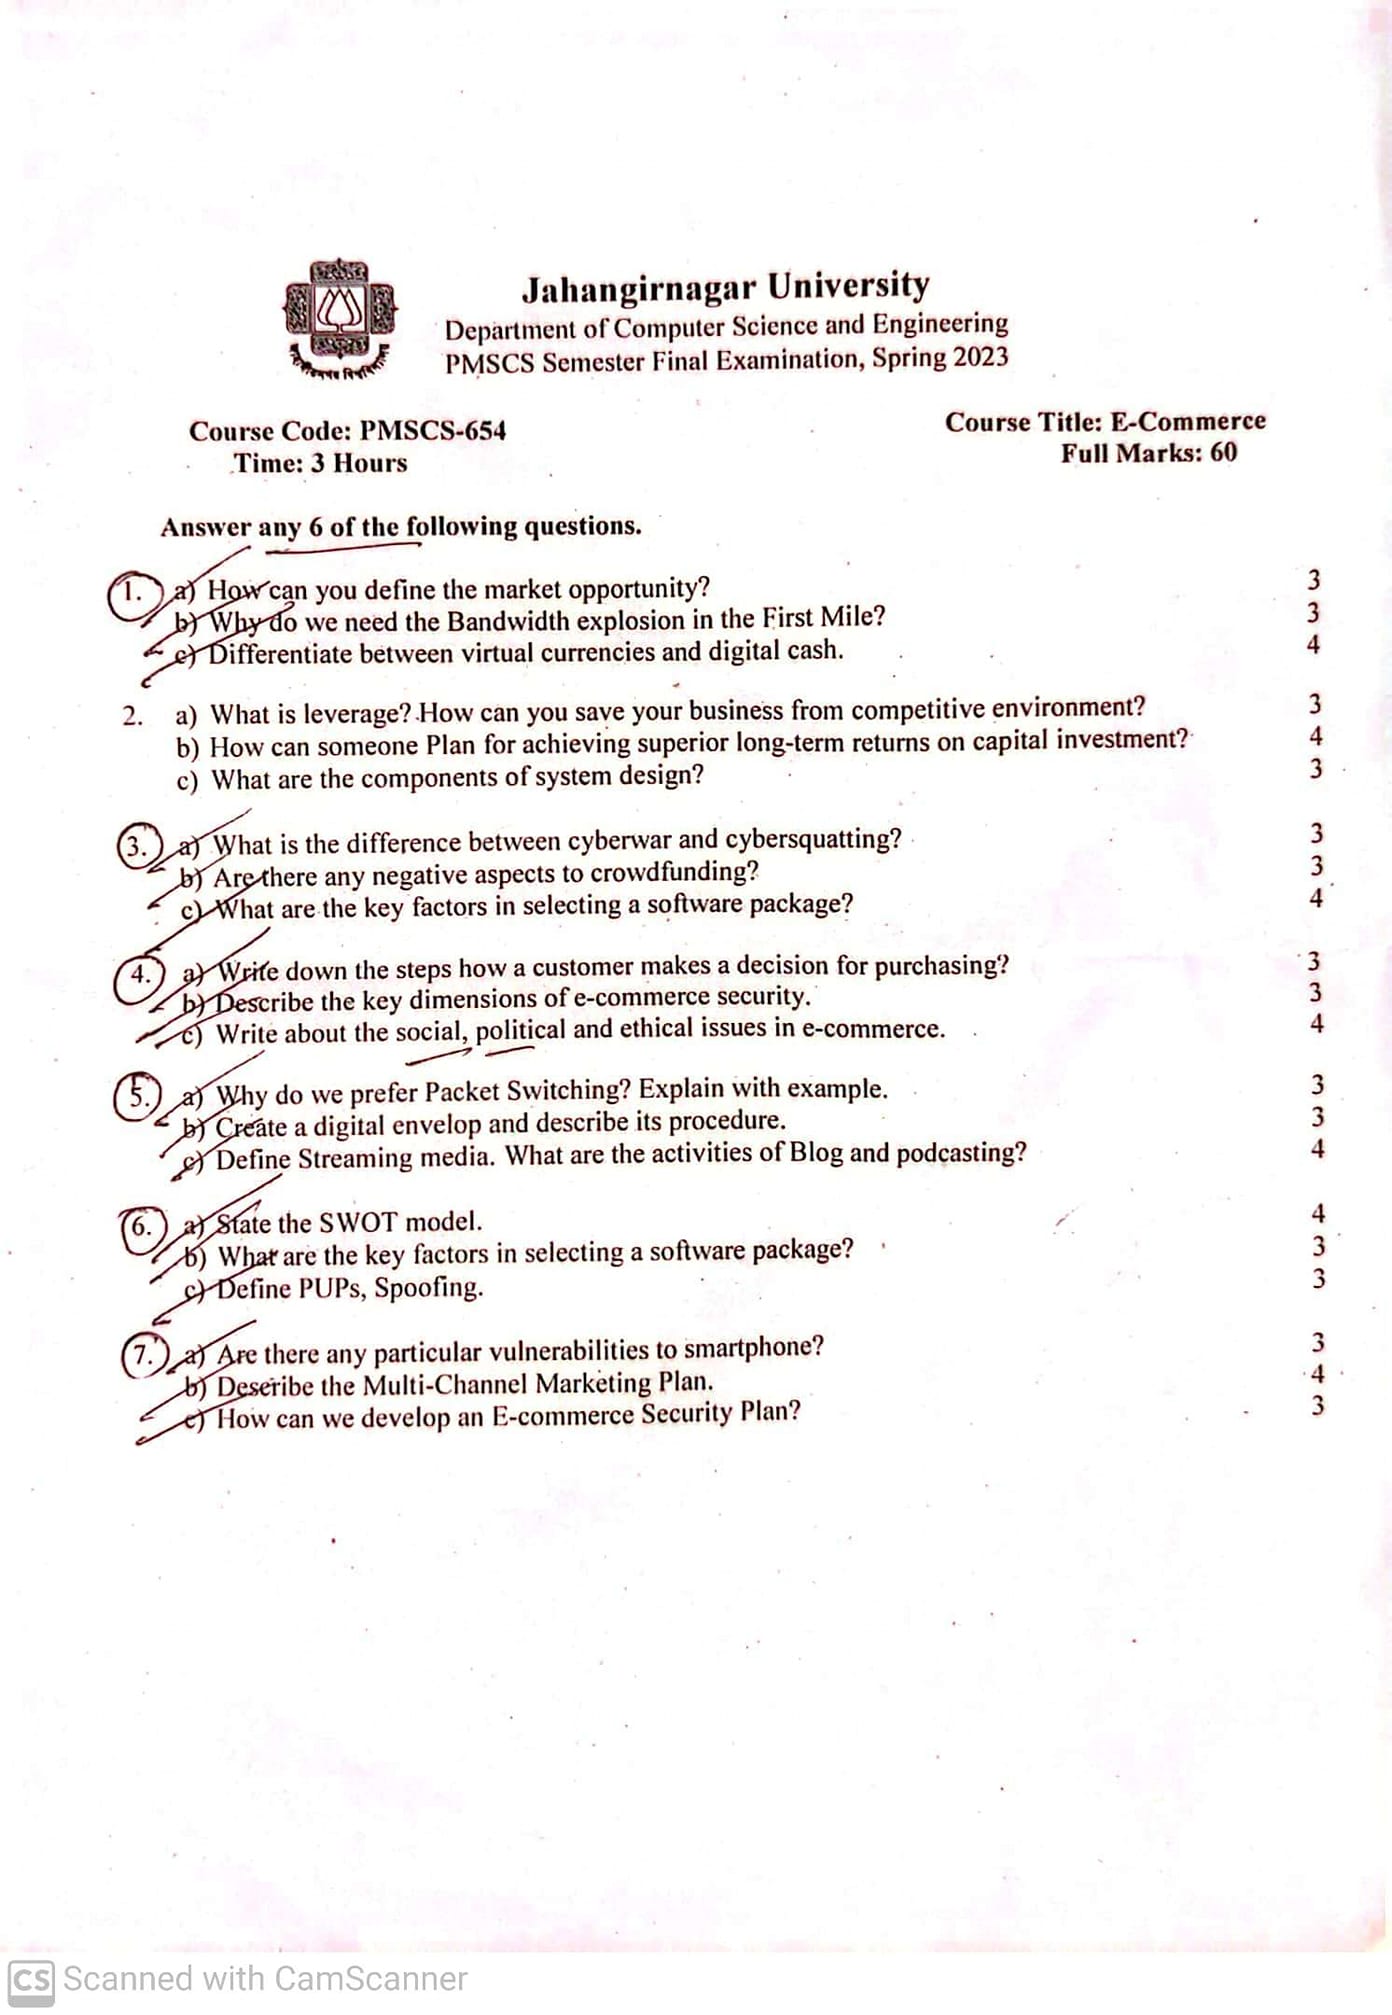 Jahangirnagar University
Department of Computer Science and Engineering
PMSCS Semester Final Examination, Spring 2023
Course Code: PMSCS-654
Course Title: E-Commerce
Time: 3 Hours
Full Marks: 60
Answer any 6 of the following questions.
1. a) How can you define the market opportunity? 3
b) Why do we need the Bandwidth explosion in the First Mile? 3
c) Differentiate between virtual currencies and digital cash. 4
2. a) What is leverage? How can you save your business from competitive environment? 3
b) How can someone Plan for achieving superior long-term returns on capital investment? 4
c) What are the components of system design? 3
3. a) What is the difference between cyberwar and cybersquatting? 3
b) Are there any negative aspects to crowdfunding? 3
c) What are the key factors in selecting a software package? 4
4. a) Write down the steps how a customer makes a decision for purchasing? 3
b) Describe the key dimensions of e-commerce security. 3
c) Write about the social, political and ethical issues in e-commerce. 4
5. a) Why do we prefer Packet Switching? Explain with example. 3
b) Create a digital envelop and describe its procedure. 3
c) Define Streaming media. What are the activities of Blog and podcasting? 4
6. a) State the SWOT model. 4
b) What are the key factors in selecting a software package? 3
c) Define PUPs, Spoofing. 3
7. a) Are there any particular vulnerabilities to smartphone? 3
b) Describe the Multi-Channel Marketing Plan. 4
c) How can we develop an E-commerce Security Plan? 3
CS Scanned with CamScanner